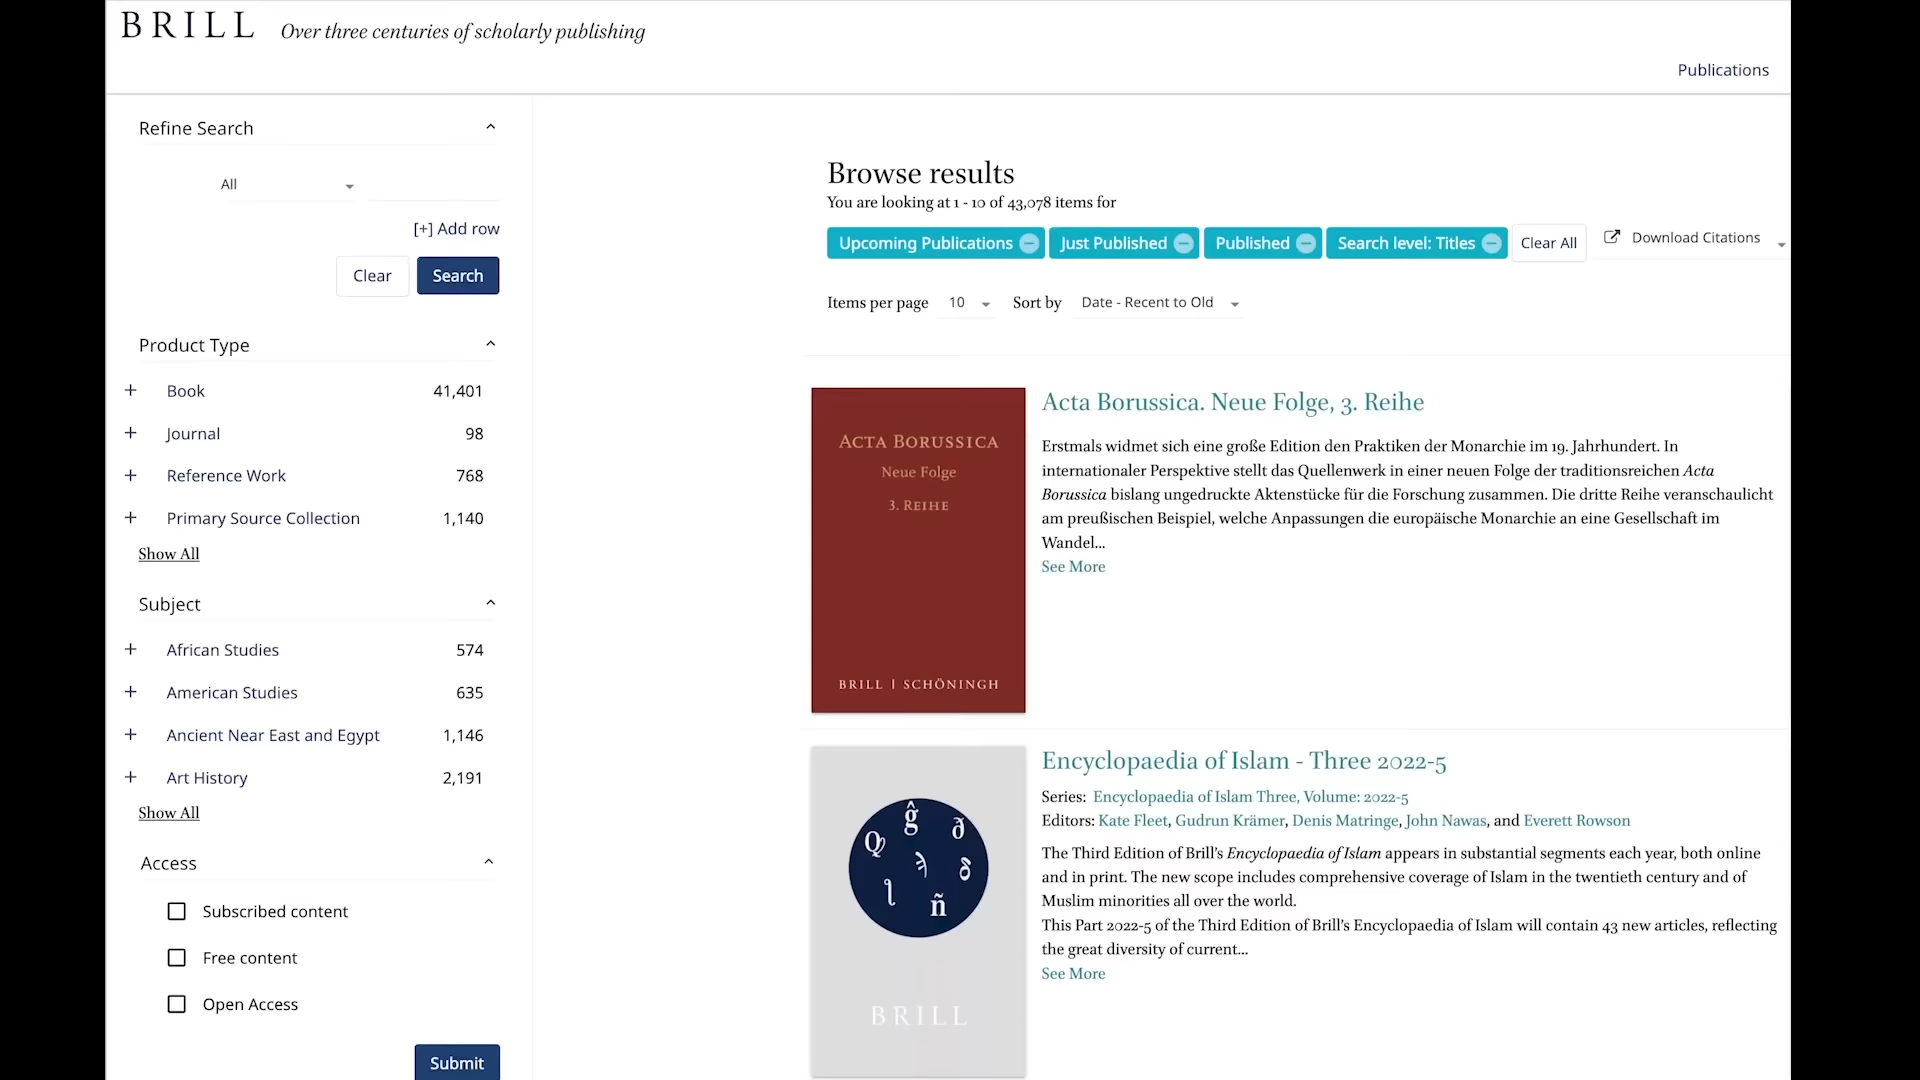 BRILL Over three centuries of scholarly publishing
Publications
Refine Search
All
[+] Add row
Clear Search
Product Type
Book 41,401
Journal 98
Reference Work 768
Primary Source Collection 1,140
Show All
Subject
African Studies 574
American Studies 635
Ancient Near East and Egypt 1,146
Art History 2,191
Show All
Access
Subscribed content
Free content
Open Access
Submit
Browse results
You are looking at 1 - 10 of 43,078 items for
Upcoming Publications Just Published Published Search level: Titles Clear All Download Citations
Items per page 10 Sort by Date - Recent to Old
ACTA BORUSSICA
Neue Folge
3. REIHE
BRILL | SCHÖNINGH
Acta Borussica. Neue Folge, 3. Reihe
Erstmals widmet sich eine große Edition den Praktiken der Monarchie im 19. Jahrhundert. In
internationaler Perspektive stellt das Quellenwerk in einer neuen Folge der traditionsreichen Acta
Borussica bislang ungedruckte Aktenstücke für die Forschung zusammen. Die dritte Reihe veranschaulicht
am preußischen Beispiel, welche Anpassungen die europäische Monarchie an eine Gesellschaft im
Wandel...
See More
BRILL
Encyclopaedia of Islam - Three 2022-5
Series: Encyclopaedia of Islam Three, Volume: 2022-5
Editors: Kate Fleet, Gudrun Krämer, Denis Matringe, John Nawas, and Everett Rowson
The Third Edition of Brill’s Encyclopaedia of Islam appears in substantial segments each year, both online
and in print. The new scope includes comprehensive coverage of Islam in the twentieth century and of
Muslim minorities all over the world.
This Part 2022-5 of the Third Edition of Brill’s Encyclopaedia of Islam will contain 43 new articles, reflecting
the great diversity of current...
See More